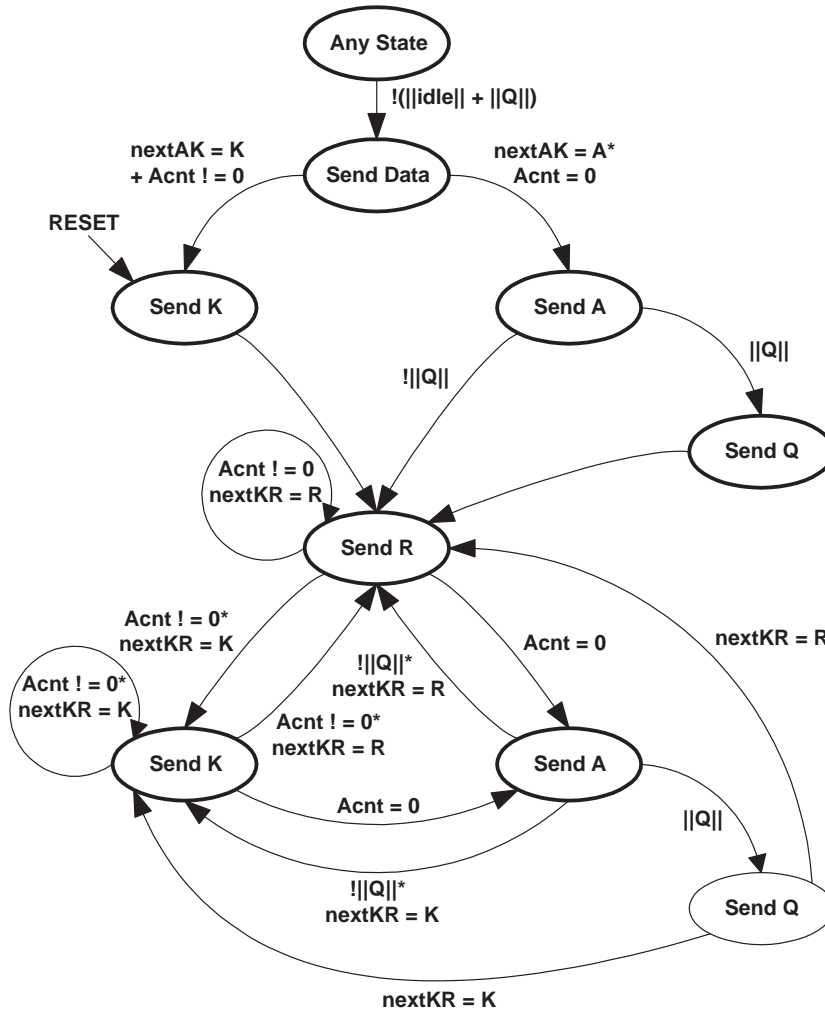 Any State
!(||idle|| + ||Q||)
nextAK = K
+ Acnt ! = 0
Send Data
nextAK = A*
Acnt = 0
RESET
Send K
Send A
||Q||
!||Q||
Send Q
Acnt ! = 0
nextKR = R
Send R
Acnt ! = 0*
nextKR = K
Acnt = 0
nextKR = R
!||Q||*
nextKR = R
Acnt ! = 0*
nextKR = K
Acnt ! = 0*
nextKR = R
Send K
Send A
Acnt = 0
||Q||
!||Q||*
nextKR = K
Send Q
nextKR = K